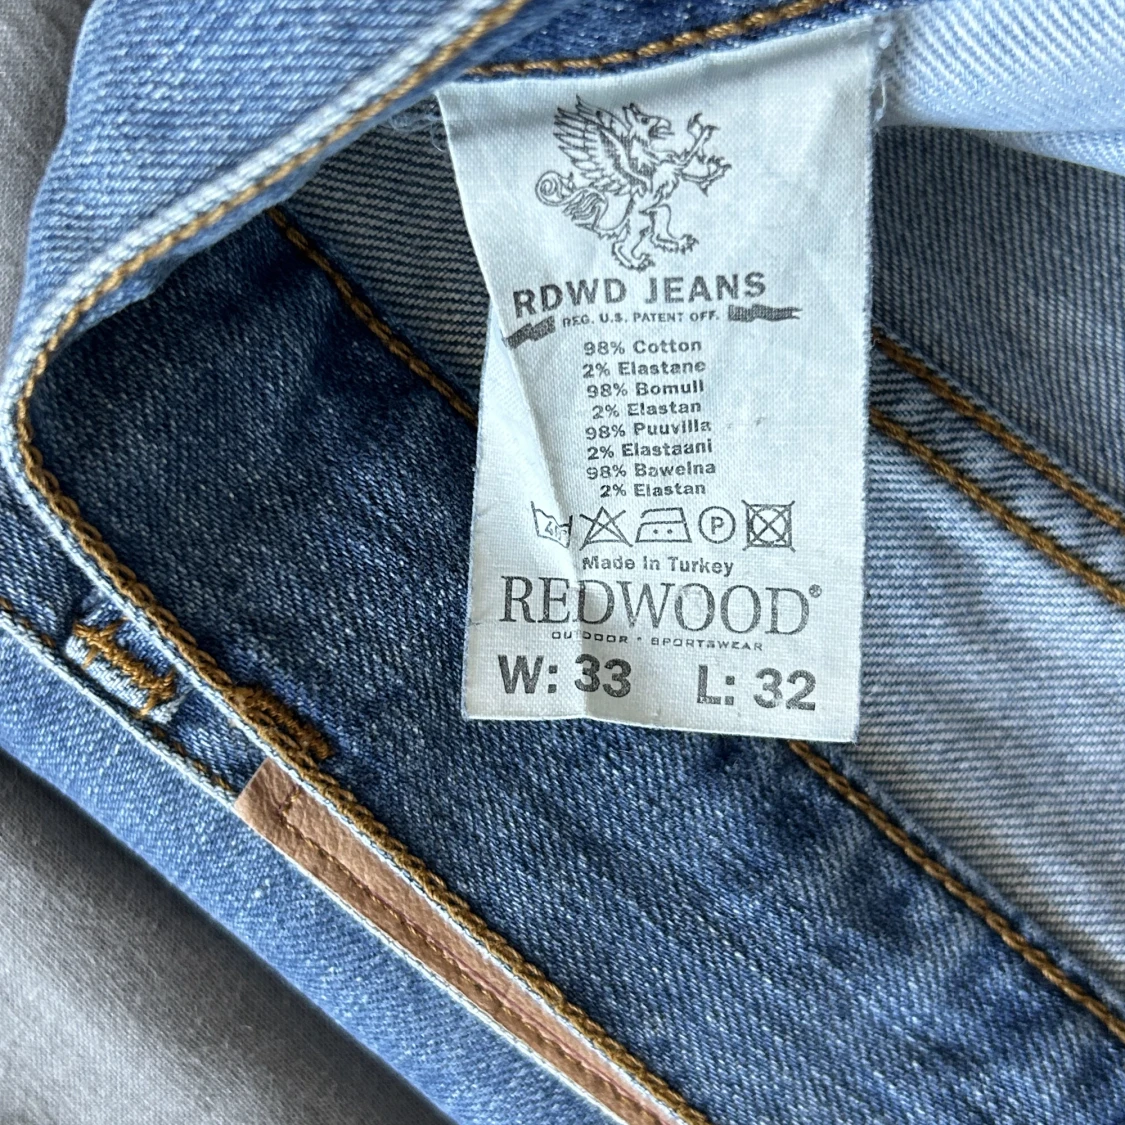 RDWD JEANS
REG. U.S. PATENT OFF.
98% Cotton
2% Elastane
98% Bomull
2% Elastan
98% Puuvilla
2% Elastaani
98% Bawelna
2% Elastan
40 P
Made In Turkey
REDWOOD®
OUTDOOR · SPORTSWEAR
W: 33 L: 32